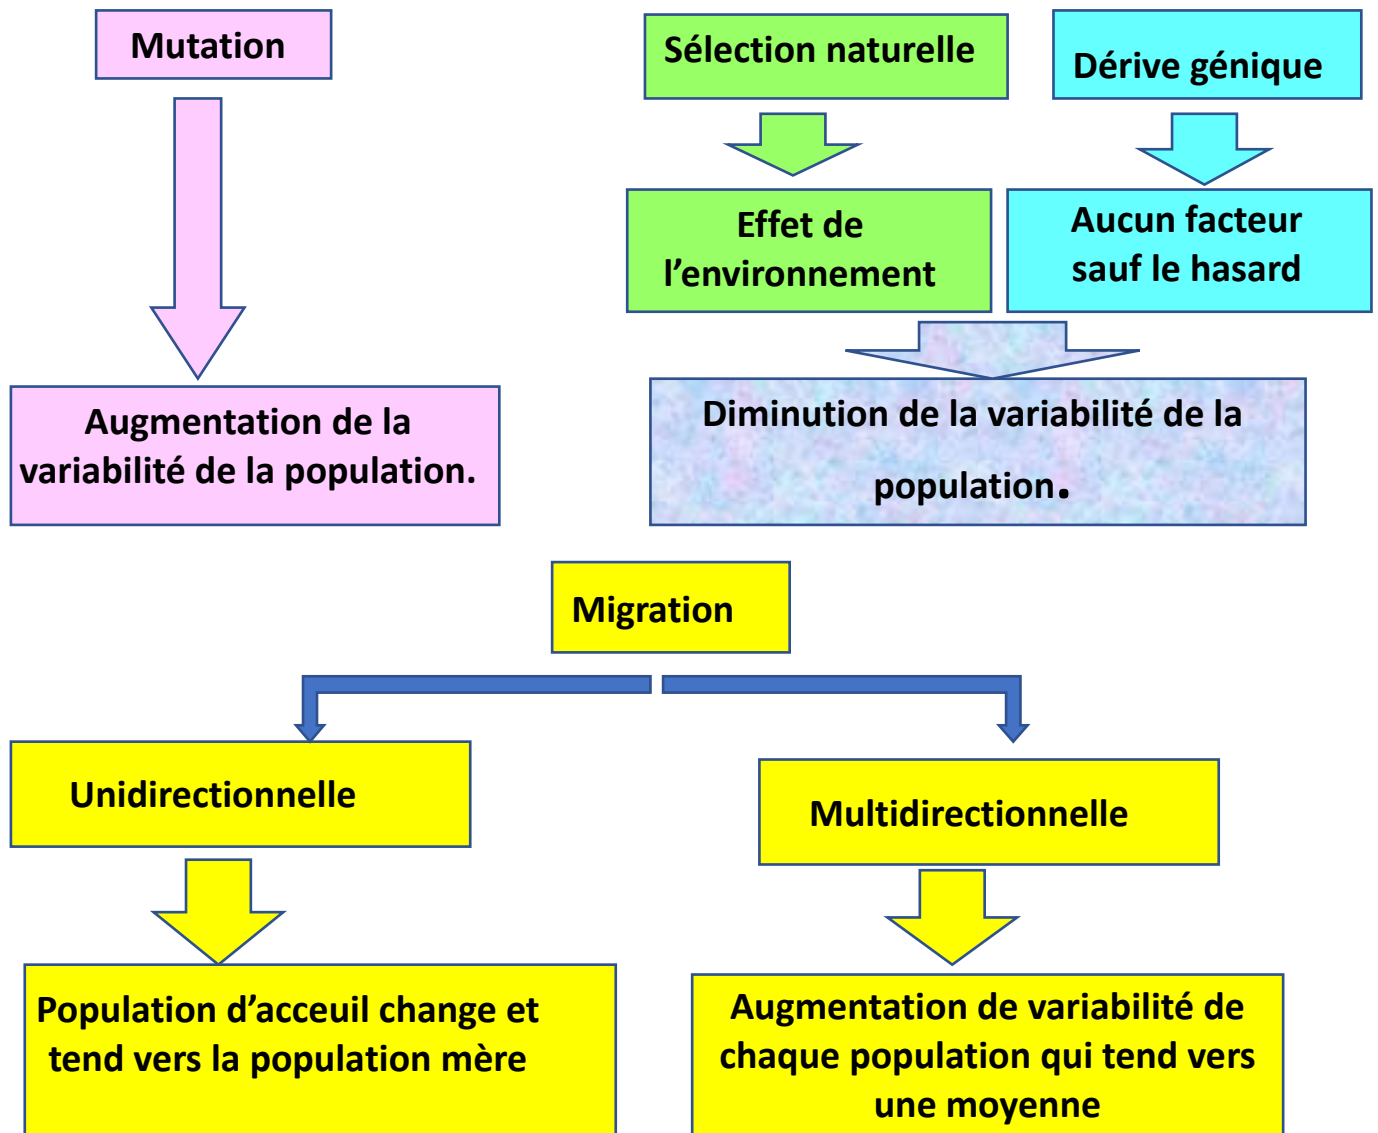 Mutation
Sélection naturelle
Dérive génique
Effet de
l’environnement
Aucun facteur
sauf le hasard
Augmentation de la
variabilité de la population.
Diminution de la variabilité de la
population.
Migration
Unidirectionnelle
Multidirectionnelle
Population d’acceuil change et
tend vers la population mère
Augmentation de variabilité de
chaque population qui tend vers
une moyenne